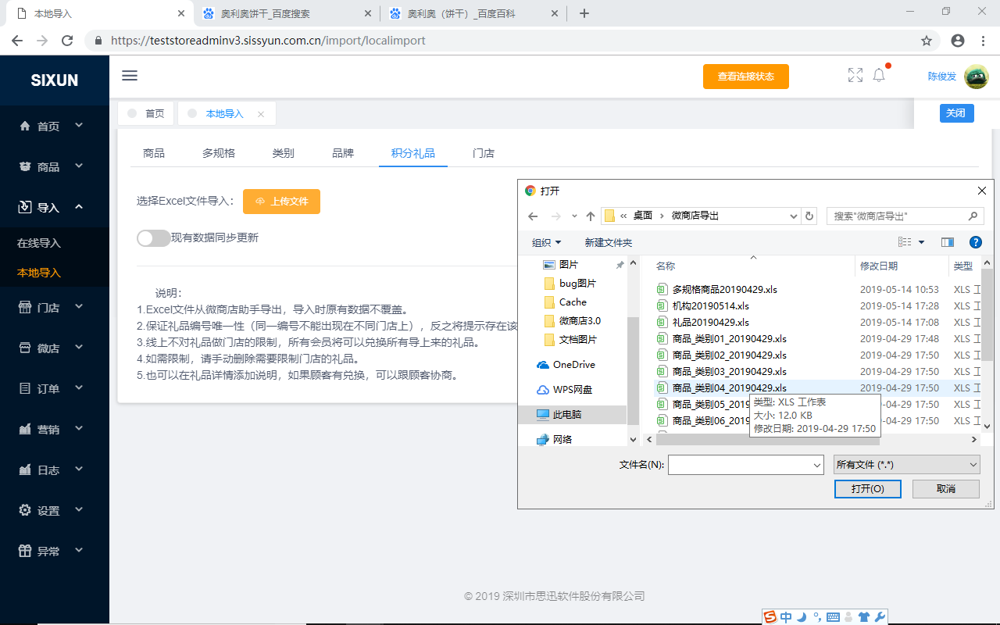 本地导入
奥利奥饼干_百度搜索
奥利奥（饼干）_百度百科
https://teststoreadminv3.sissyun.com.cn/import/localimport
SIXUN
查看连接状态
陈俊发
首页
本地导入
关闭
首页
商品
导入
在线导入
本地导入
门店
微店
订单
营销
日志
设置
异常
商品 多规格 类别 品牌 积分礼品 门店
选择Excel文件导入：
上传文件
现有数据同步更新
说明：
1.Excel文件从微商店助手导出，导入时原有数据不覆盖。
2.保证礼品编号唯一性（同一编号不能出现在不同门店上），反之将提示存在该
3.线上不对礼品做门店的限制，所有会员将可以兑换所有导上来的礼品。
4.如需限制，请手动删除需要限制门店的礼品。
5.也可以在礼品详情添加说明，如果顾客有兑换，可以跟顾客协商。
打开
« 桌面 › 微商店导出
搜索"微商店导出"
组织 新建文件夹
图片
bug图片
Cache
微商店3.0
文档图片
OneDrive
WPS网盘
此电脑
网络
名称 修改日期 类型
多规格商品20190429.xls 2019-05-14 10:53 XLS 工
机构20190514.xls 2019-05-14 17:28 XLS 工
礼品20190429.xls 2019-05-14 17:08 XLS 工
商品_类别01_20190429.xls 2019-04-29 17:48 XLS 工
商品_类别02_20190429.xls 2019-04-29 17:50 XLS 工
商品_类别03_20190429.xls 2019-04-29 17:50 XLS 工
商品_类别04_20190429.xls 2019-04-29 17:50 XLS 工
商品_类别05_2019 -04-29 17:50 XLS 工
商品_类别06_2019 -04-29 17:50 XLS 工
类型: XLS 工作表
大小: 12.0 KB
修改日期: 2019-04-29 17:50
文件名(N):
所有文件 (*.*)
打开(O)
取消
© 2019 深圳市思迅软件股份有限公司
中